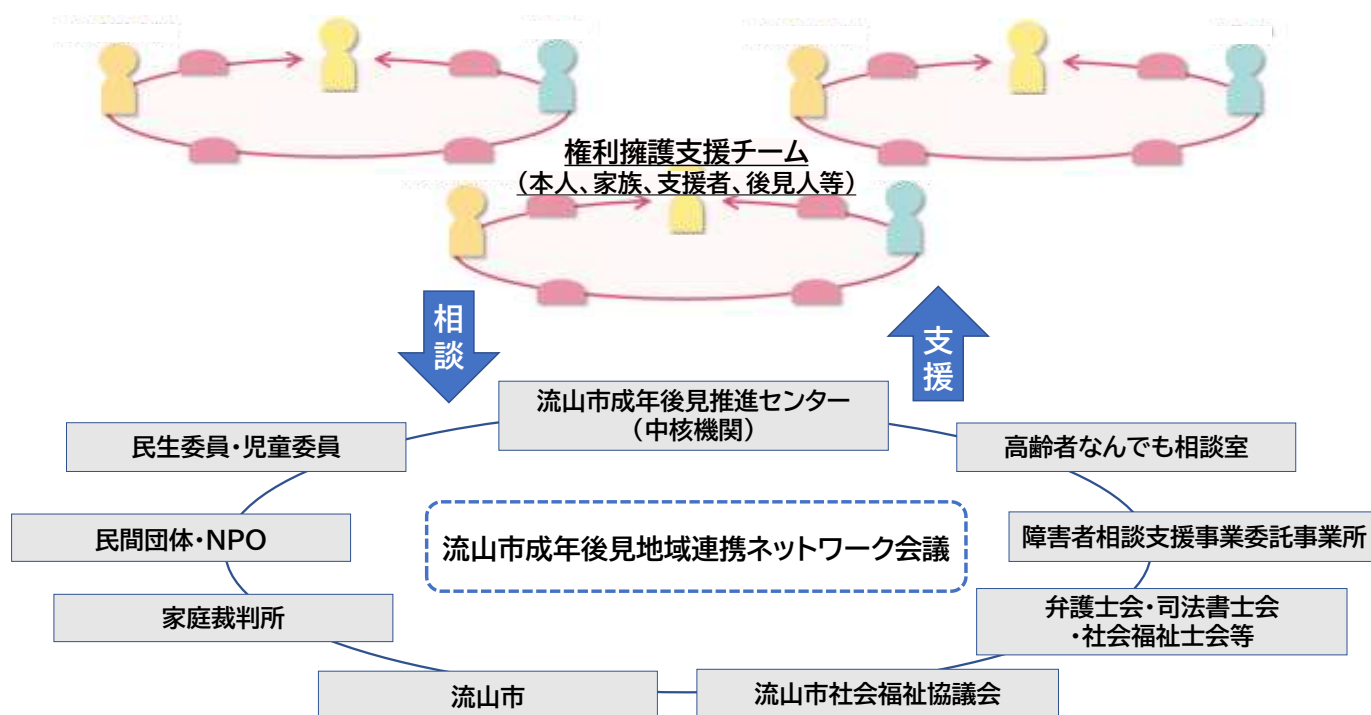 権利擁護支援チーム
（本人、家族、支援者、後見人等）
相談
支援
流山市成年後見推進センター
（中核機関）
民生委員・児童委員
高齢者なんでも相談室
民間団体・NPO
流山市成年後見地域連携ネットワーク会議
障害者相談支援事業委託事業所
家庭裁判所
弁護士会・司法書士会
・社会福祉士会等
流山市
流山市社会福祉協議会